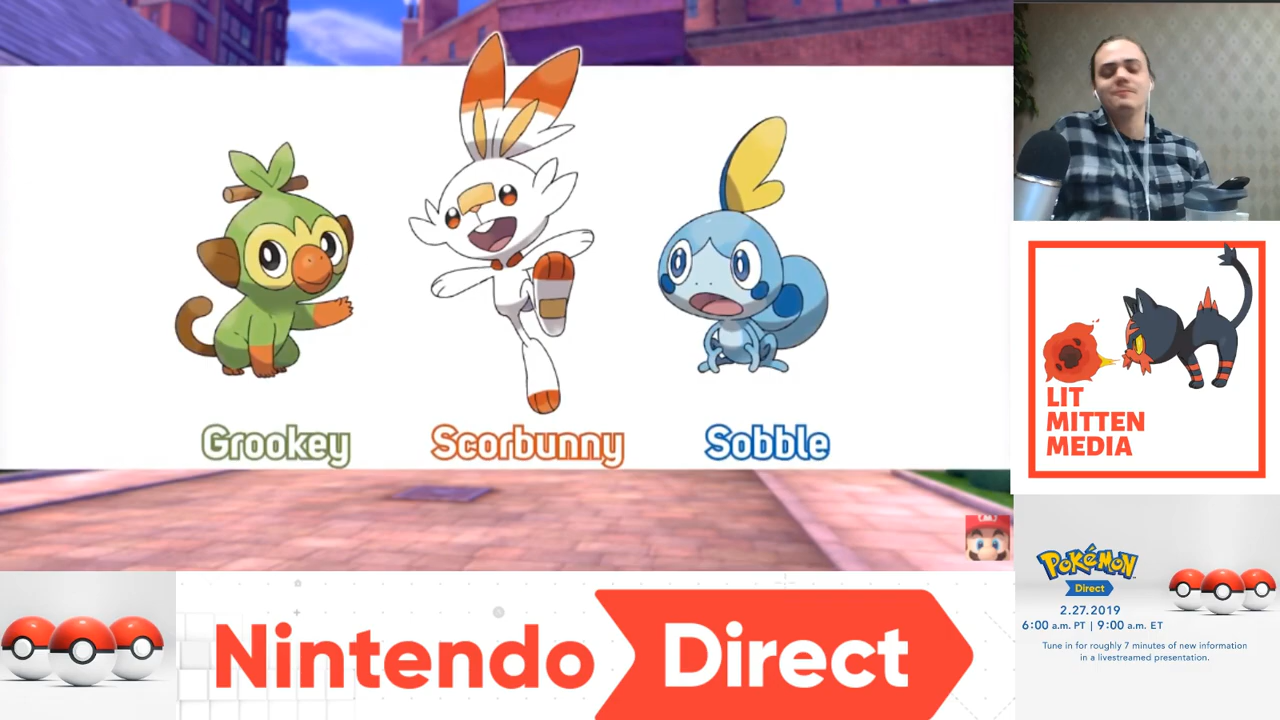 Grookey
Scorbunny
Sobble
LIT
MITTEN
MEDIA
POKÉMON
Direct
2.27.2019
6:00 a.m. PT | 9:00 a.m. ET
Tune in for roughly 7 minutes of new information
in a livestreamed presentation.
Nintendo Direct